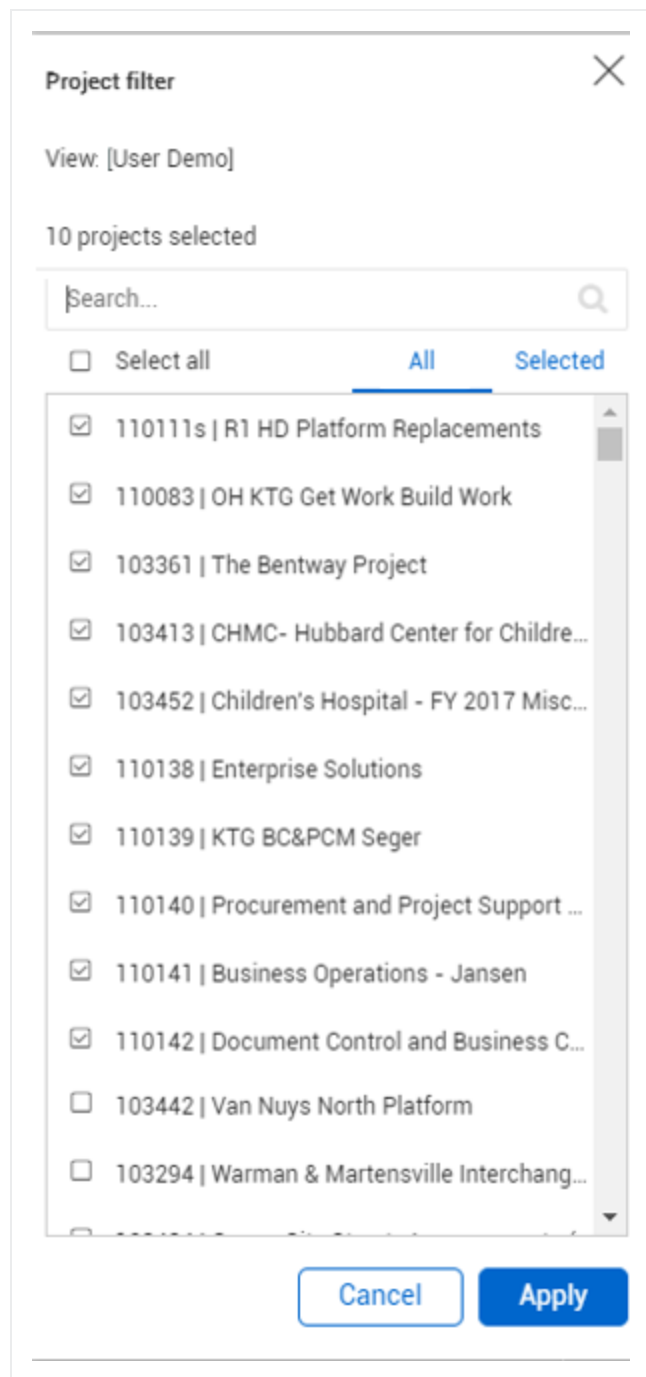 Project filter
View: [User Demo]
10 projects selected
Search...
Select all All Selected
110111s | R1 HD Platform Replacements
110083 | OH KTG Get Work Build Work
103361 | The Bentway Project
103413 | CHMC- Hubbard Center for Childre...
103452 | Children's Hospital - FY 2017 Misc...
110138 | Enterprise Solutions
110139 | KTG BC&PCM Seger
110140 | Procurement and Project Support ...
110141 | Business Operations - Jansen
110142 | Document Control and Business C...
103442 | Van Nuys North Platform
103294 | Warman & Martensville Interchang...
Cancel Apply